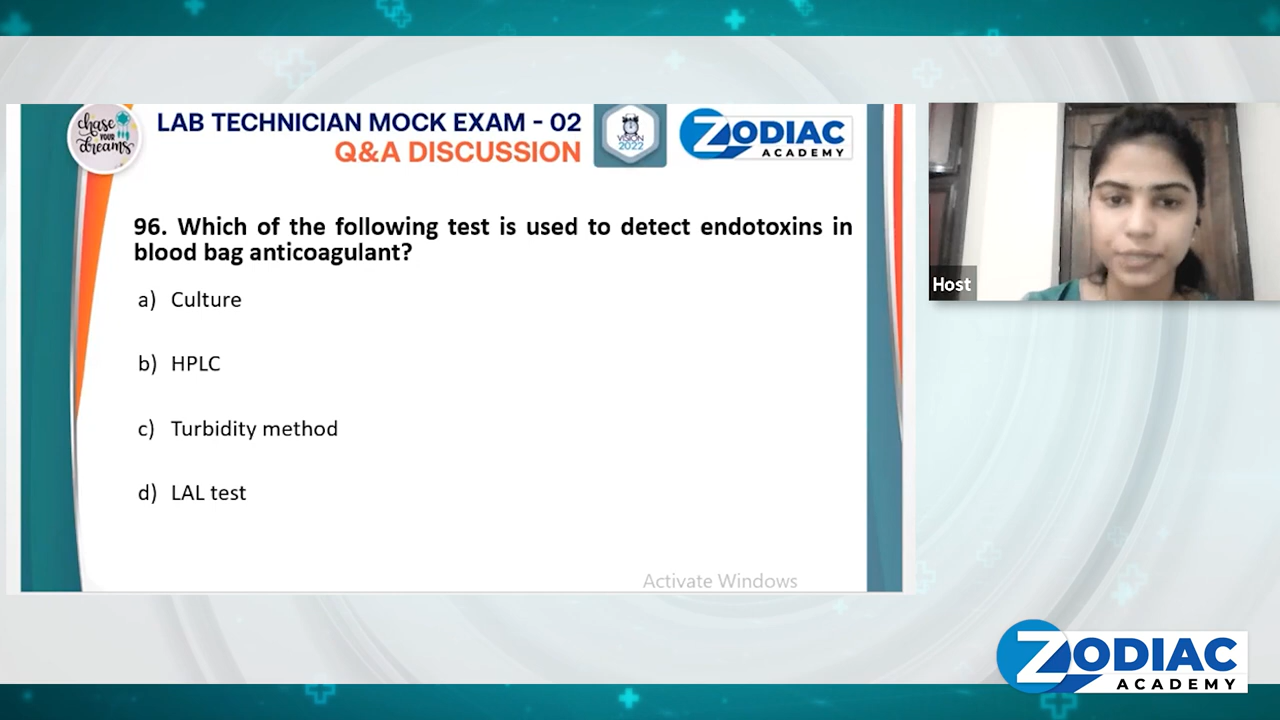 chase
YOUR
dreams
LAB TECHNICIAN MOCK EXAM - 02
Q&A DISCUSSION
VISION
2022
ZODIAC
ACADEMY
96. Which of the following test is used to detect endotoxins in
blood bag anticoagulant?
a) Culture
b) HPLC
c) Turbidity method
d) LAL test
Activate Windows
Host
ZODIAC
ACADEMY